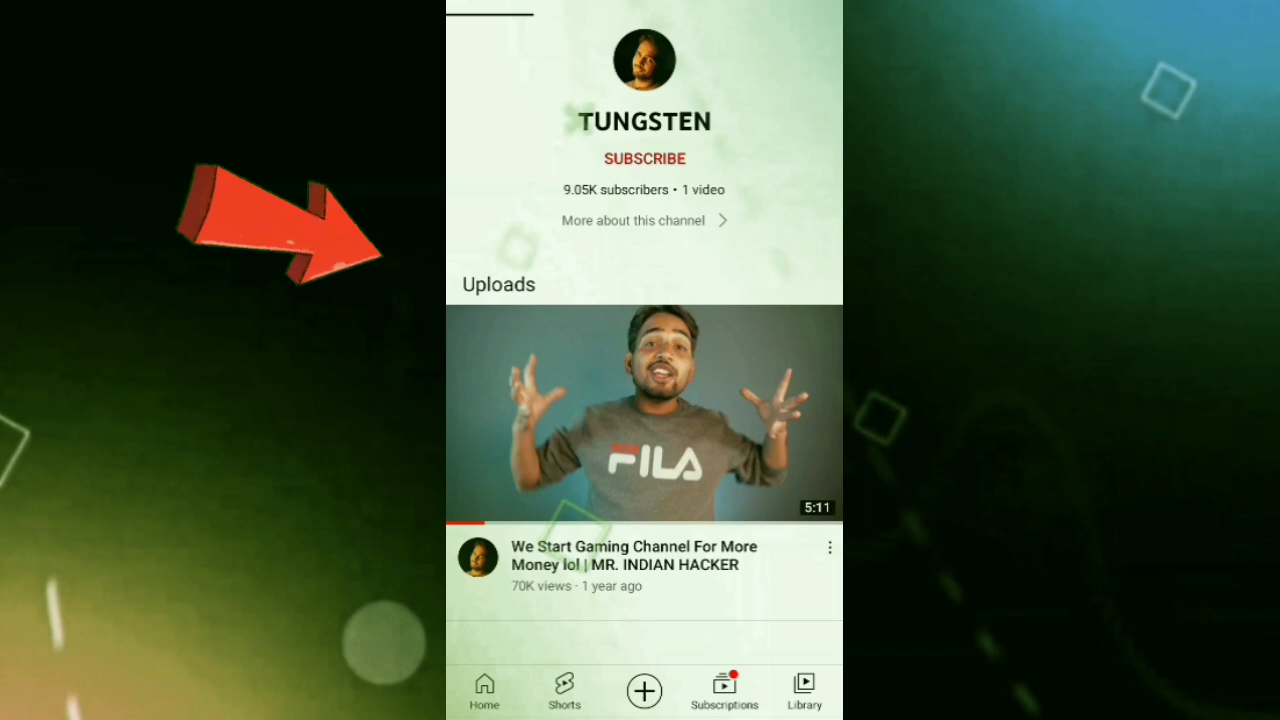 TUNGSTEN
SUBSCRIBE
9.05K subscribers • 1 video
More about this channel
Uploads
FILA
5:11
We Start Gaming Channel For More
Money lol | MR. INDIAN HACKER
70K views · 1 year ago
Home
Shorts
Subscriptions
Library